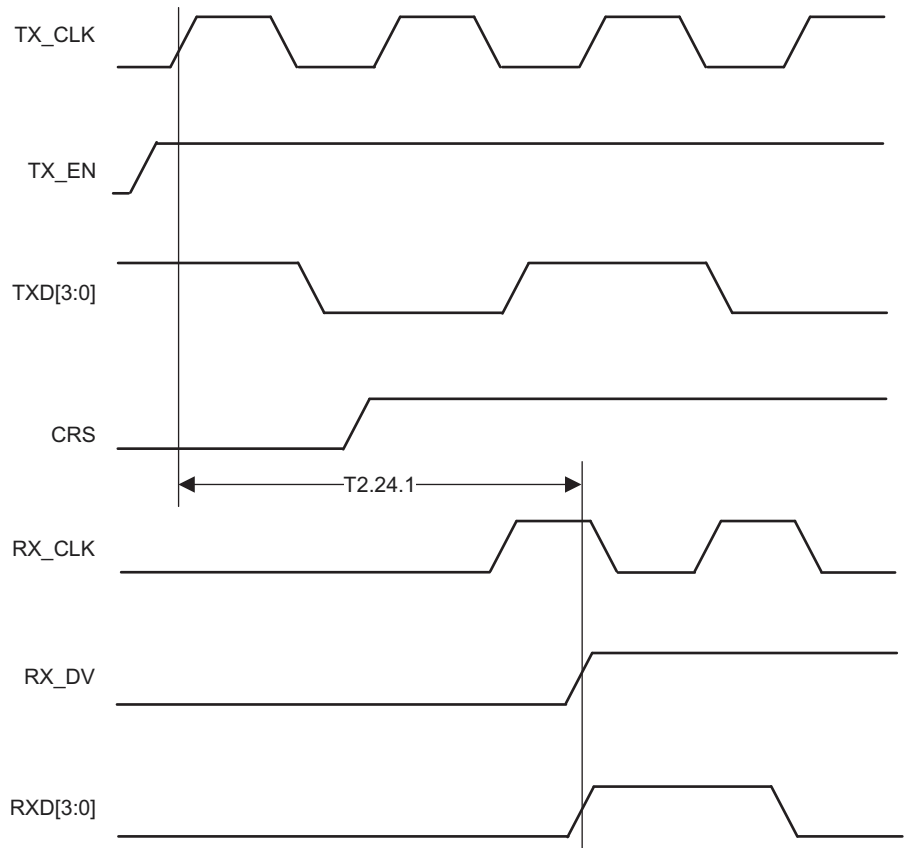 TX_CLK
TX_EN
TXD[3:0]
CRS
T2.24.1
RX_CLK
RX_DV
RXD[3:0]